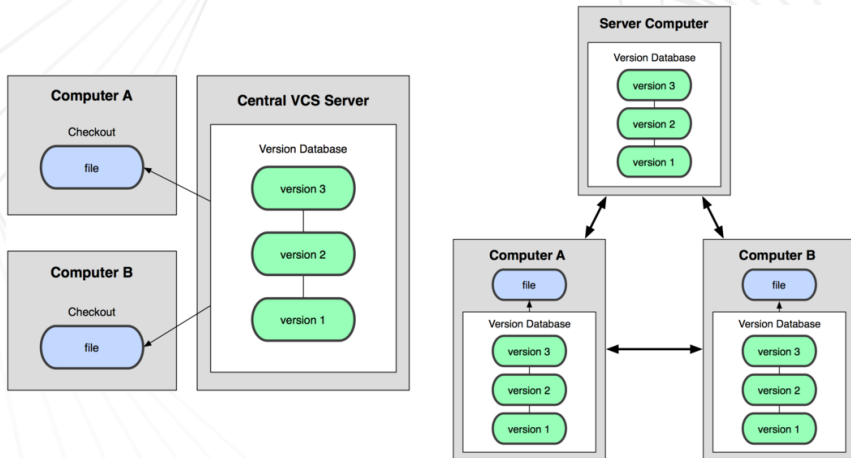 Computer A
Checkout
file
Computer B
Checkout
file
Central VCS Server
Version Database
version 3
version 2
version 1
Server Computer
Version Database
version 3
version 2
version 1
Computer A
file
Version Database
version 3
version 2
version 1
Computer B
file
Version Database
version 3
version 2
version 1